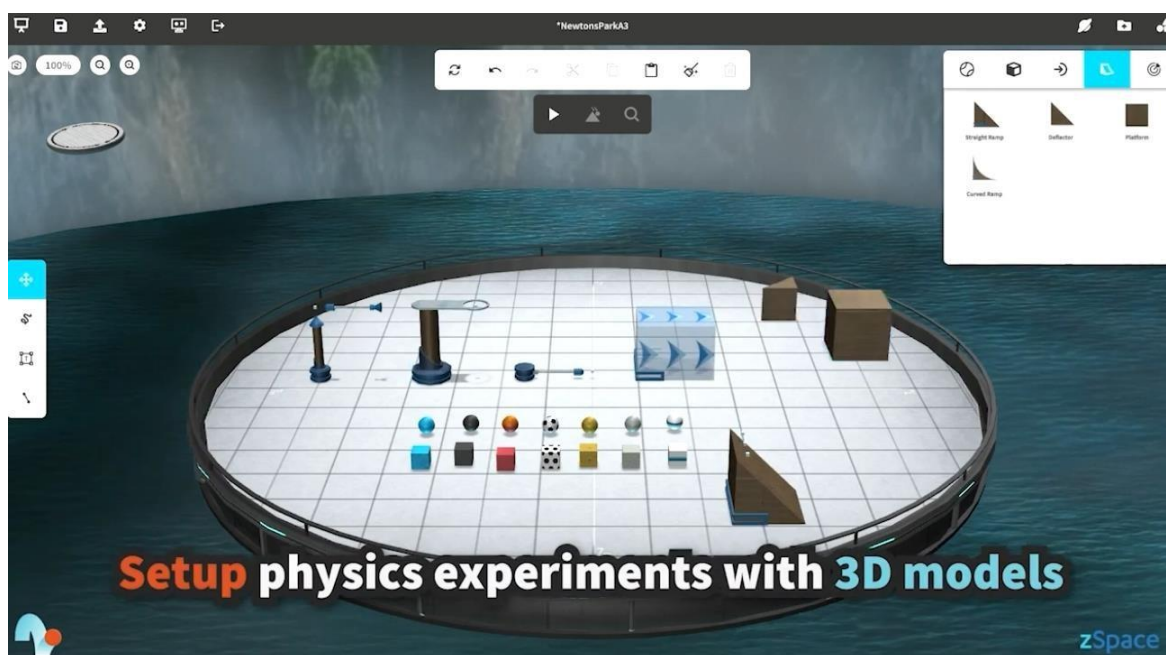 *NewtonsParkA3
100%
Straight Ramp
Deflector
Platform
Curved Ramp
Setup physics experiments with 3D models
zSpace